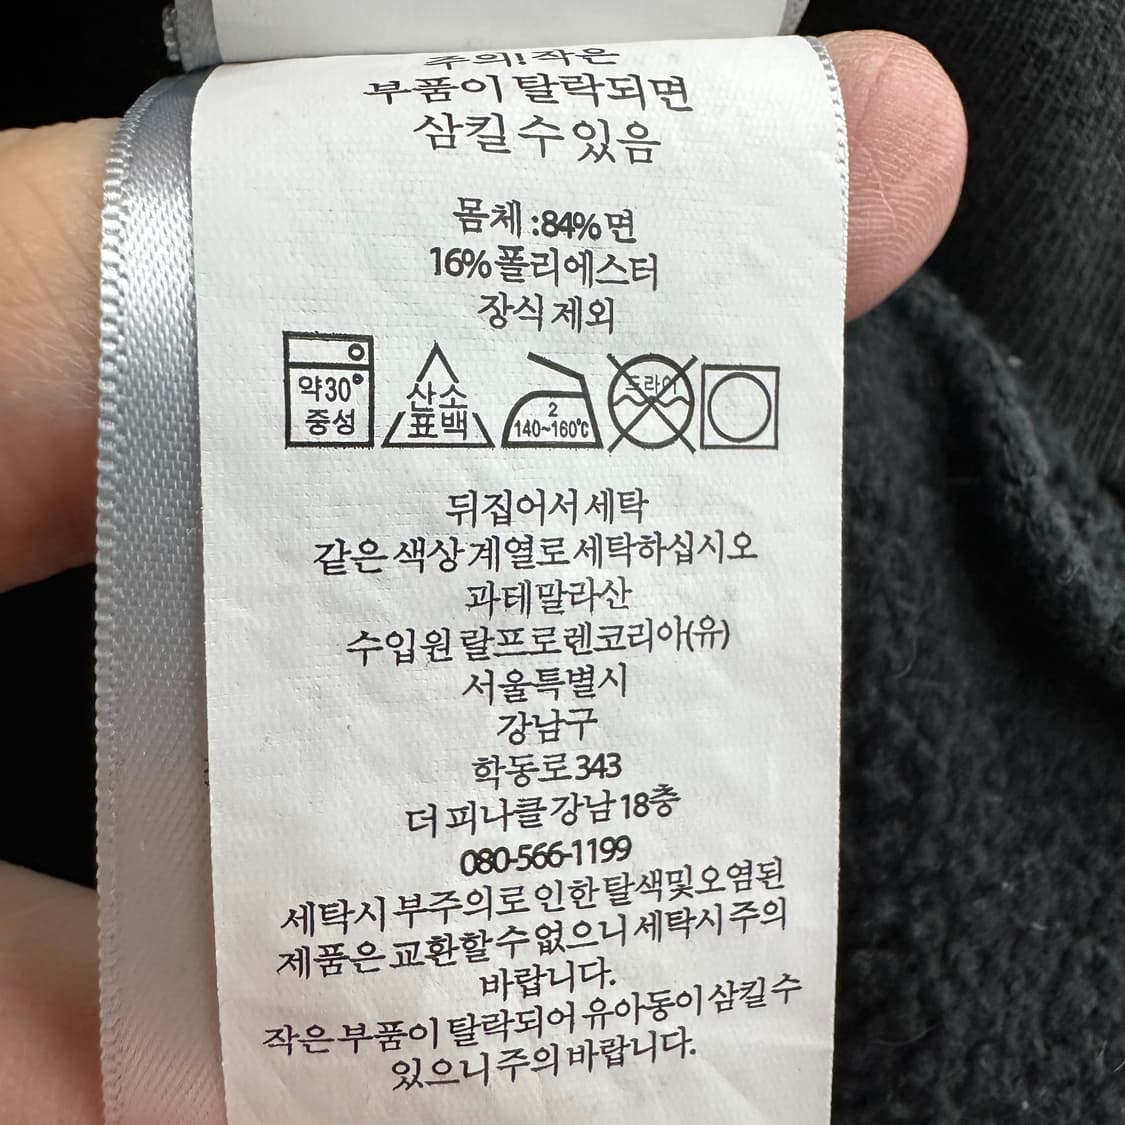 주의! 작은
부품이 탈락되면
삼킬 수 있음
몸체 : 84% 면
16% 폴리에스터
장식 제외
약30°
중성
산소
표백
2
140~160℃
드라이
뒤집어서 세탁
같은 색상 계열로 세탁하십시오
과테말라산
수입원 랄프로렌코리아(유)
서울특별시
강남구
학동로 343
더 피나클 강남 18층
080-566-1199
세탁시 부주의로 인한 탈색및오염된
제품은 교환할 수 없으니 세탁시 주의
바랍니다.
작은 부품이 탈락되어 유아동이 삼킬 수
있으니 주의 바랍니다.